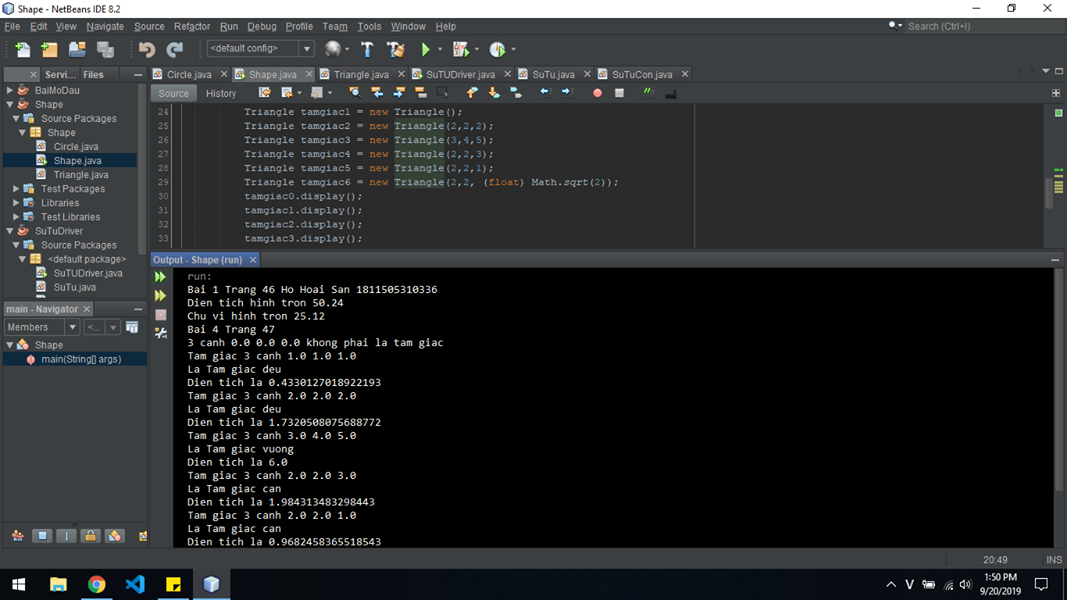 Shape - NetBeans IDE 8.2
File Edit View Navigate Source Refactor Run Debug Profile Team Tools Window Help
Search (Ctrl+I)
<default config>
Servi... Files
Circle.java Shape.java Triangle.java SuTUDriver.java SuTu.java SuTuCon.java
Source History
BaiMoDau
Shape
Source Packages
Shape
Circle.java
Shape.java
Triangle.java
Test Packages
Libraries
Test Libraries
SuTuDriver
Source Packages
<default package>
SuTUDriver.java
SuTu.java
24 Triangle tamgiac1 = new Triangle();
25 Triangle tamgiac2 = new Triangle(2,2,2);
26 Triangle tamgiac3 = new Triangle(3,4,5);
27 Triangle tamgiac4 = new Triangle(2,2,3);
28 Triangle tamgiac5 = new Triangle(2,2,1);
29 Triangle tamgiac6 = new Triangle(2,2, (float) Math.sqrt(2));
30 tamgiac0.display();
31 tamgiac1.display();
32 tamgiac2.display();
33 tamgiac3.display();
main - Navigator
Members <...
Shape
main(String[] args)
Output - Shape (run)
run:
Bai 1 Trang 46 Ho Hoai San 1811505310336
Dien tich hinh tron 50.24
Chu vi hinh tron 25.12
Bai 4 Trang 47
3 canh 0.0 0.0 0.0 khong phai la tam giac
Tam giac 3 canh 1.0 1.0 1.0
La Tam giac deu
Dien tich la 0.4330127018922193
Tam giac 3 canh 2.0 2.0 2.0
La Tam giac deu
Dien tich la 1.7320508075688772
Tam giac 3 canh 3.0 4.0 5.0
La Tam giac vuong
Dien tich la 6.0
Tam giac 3 canh 2.0 2.0 3.0
La Tam giac can
Dien tich la 1.984313483298443
Tam giac 3 canh 2.0 2.0 1.0
La Tam giac can
Dien tich la 0.9682458365518543
20:49 INS
V
1:50 PM
9/20/2019